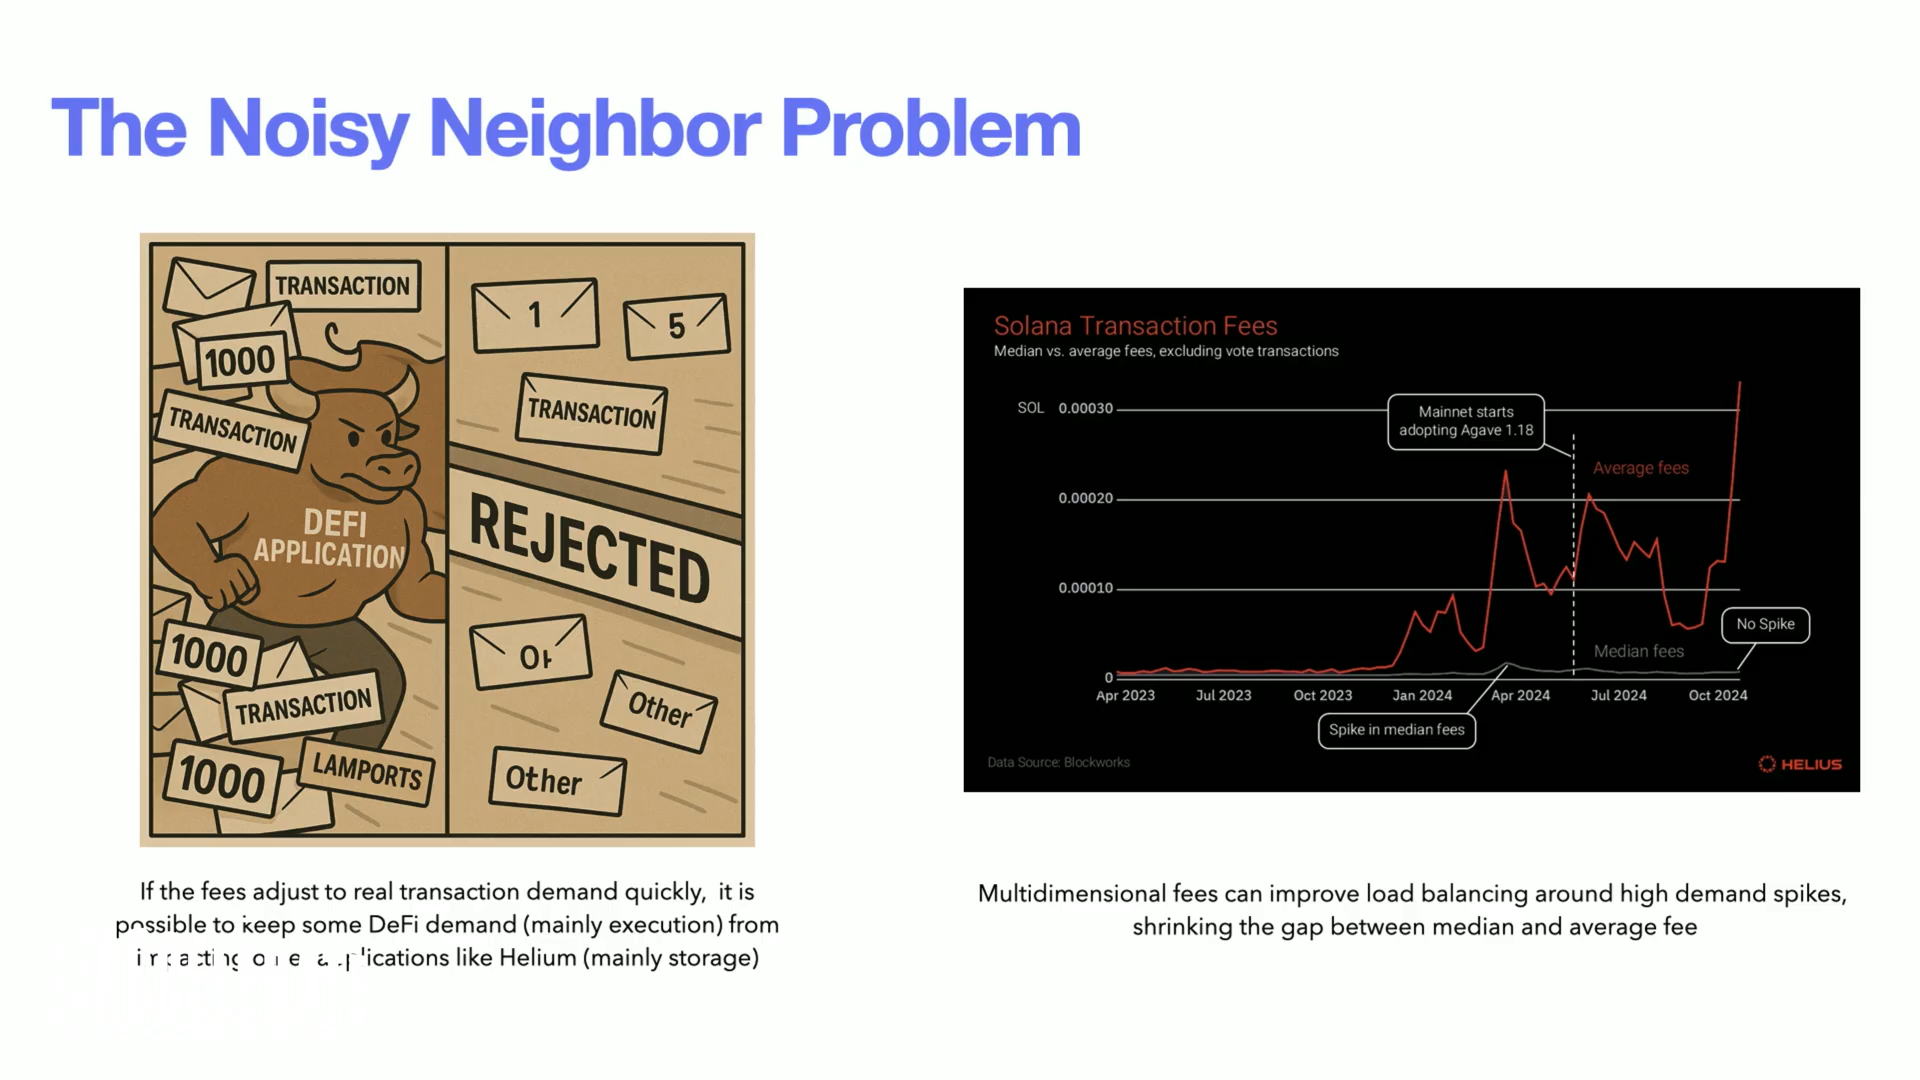 The Noisy Neighbor Problem
TRANSACTION
1000
TRANSACTION
DEFI
APPLICATION
1000
TRANSACTION
1000
LAMPORTS
1
5
TRANSACTION
REJECTED
Other
Other
If the fees adjust to real transaction demand quickly, it is
possible to keep some DeFi demand (mainly execution) from
impacting other applications like Helium (mainly storage)
Solana Transaction Fees
Median vs. average fees, excluding vote transactions
SOL 0.00030
0.00020
0.00010
0
Mainnet starts
adopting Agave 1.18
Average fees
No Spike
Median fees
Apr 2023 Jul 2023 Oct 2023 Jan 2024 Apr 2024 Jul 2024 Oct 2024
Spike in median fees
Data Source: Blockworks
HELIUS
Multidimensional fees can improve load balancing around high demand spikes,
shrinking the gap between median and average fee